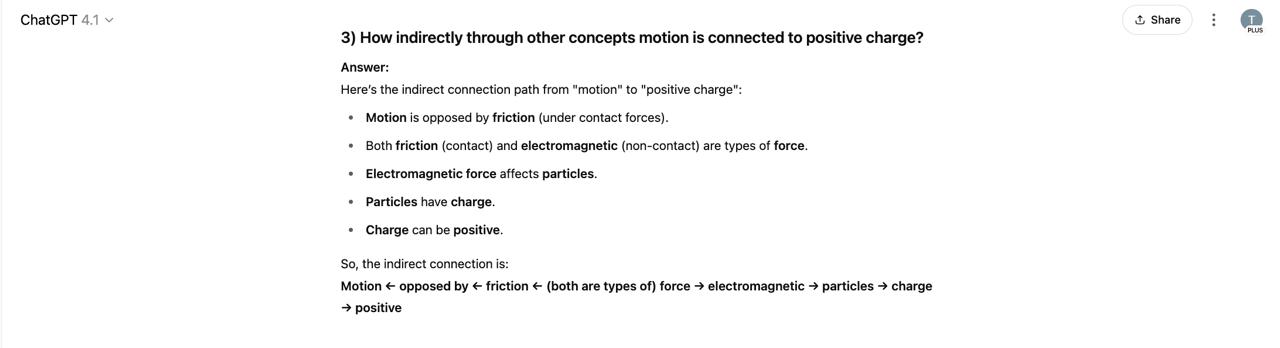 ChatGPT 4.1
Share
T
PLUS
3) How indirectly through other concepts motion is connected to positive charge?
Answer:
Here's the indirect connection path from "motion" to "positive charge":
• Motion is opposed by friction (under contact forces).
• Both friction (contact) and electromagnetic (non-contact) are types of force.
• Electromagnetic force affects particles.
• Particles have charge.
• Charge can be positive.
So, the indirect connection is:
Motion ← opposed by ← friction ← (both are types of) force → electromagnetic → particles → charge
→ positive